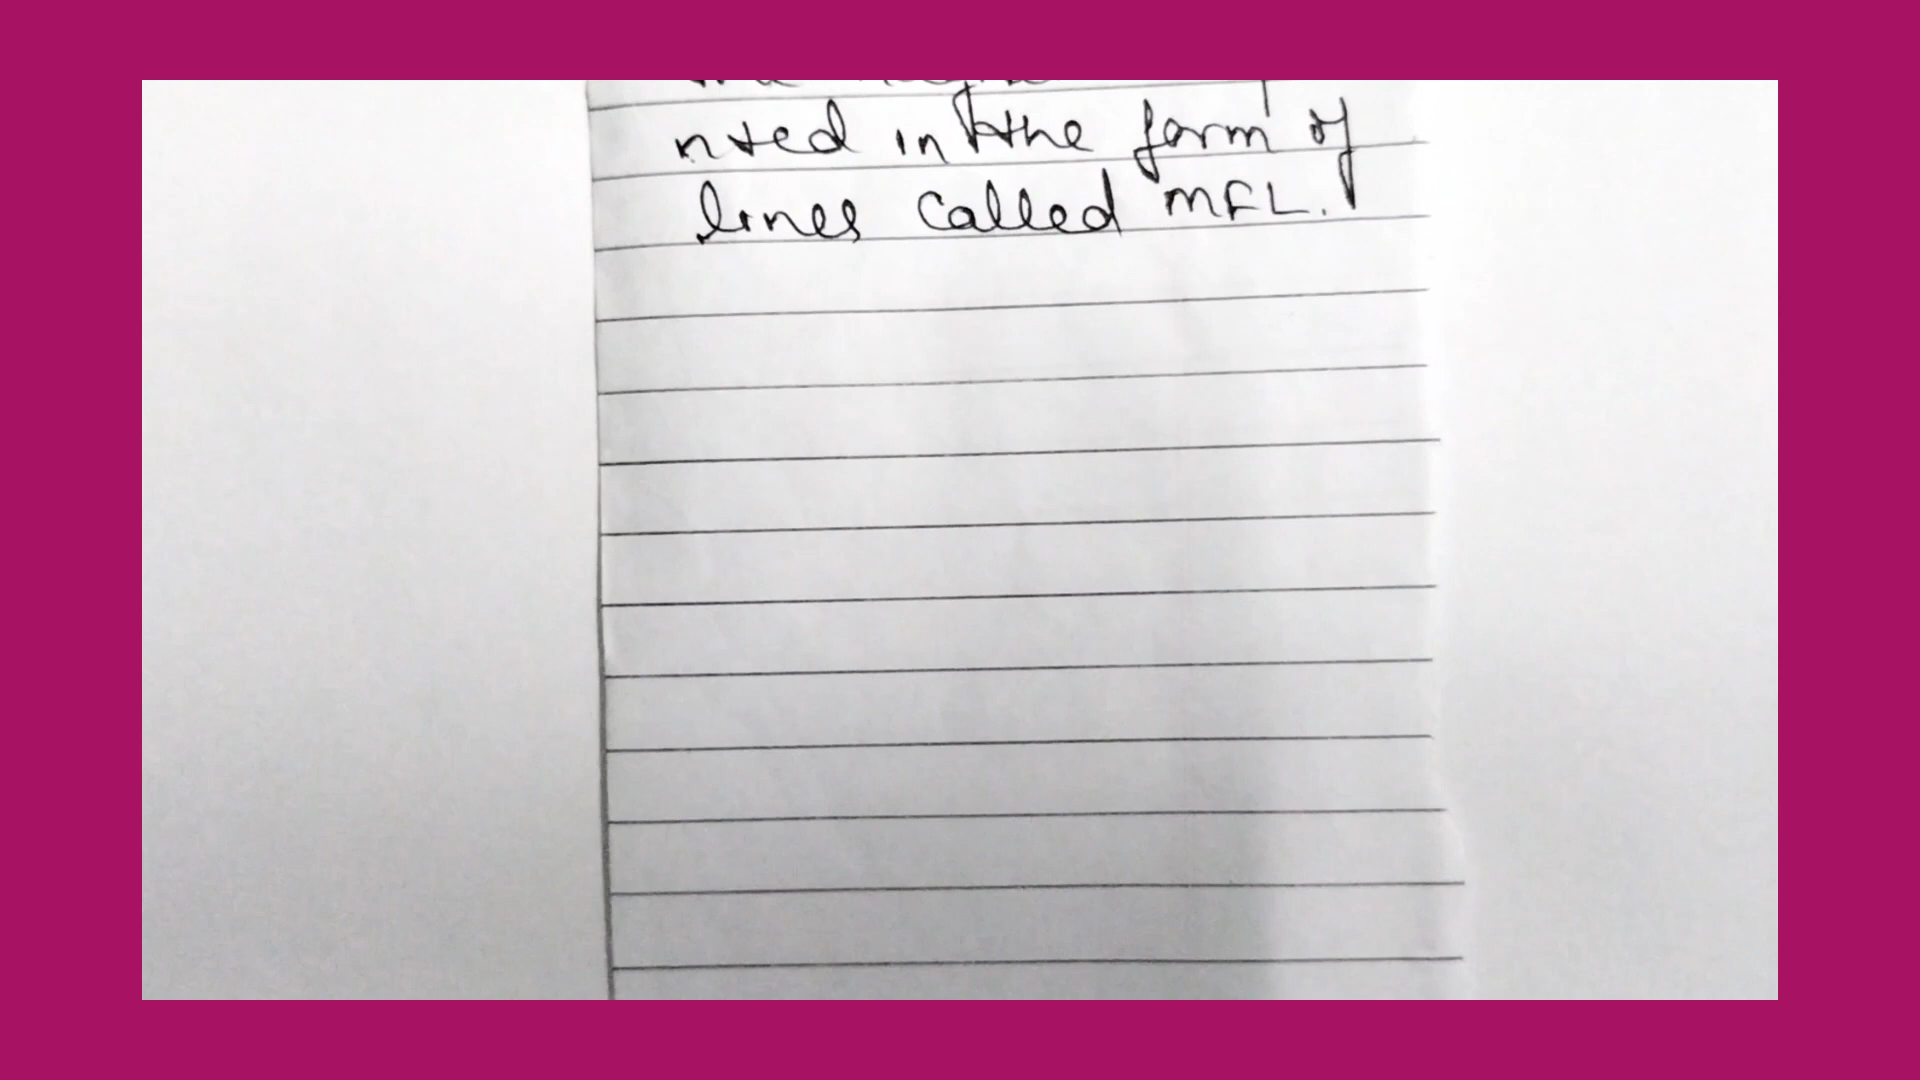 nted in the form of
lines called MFL.